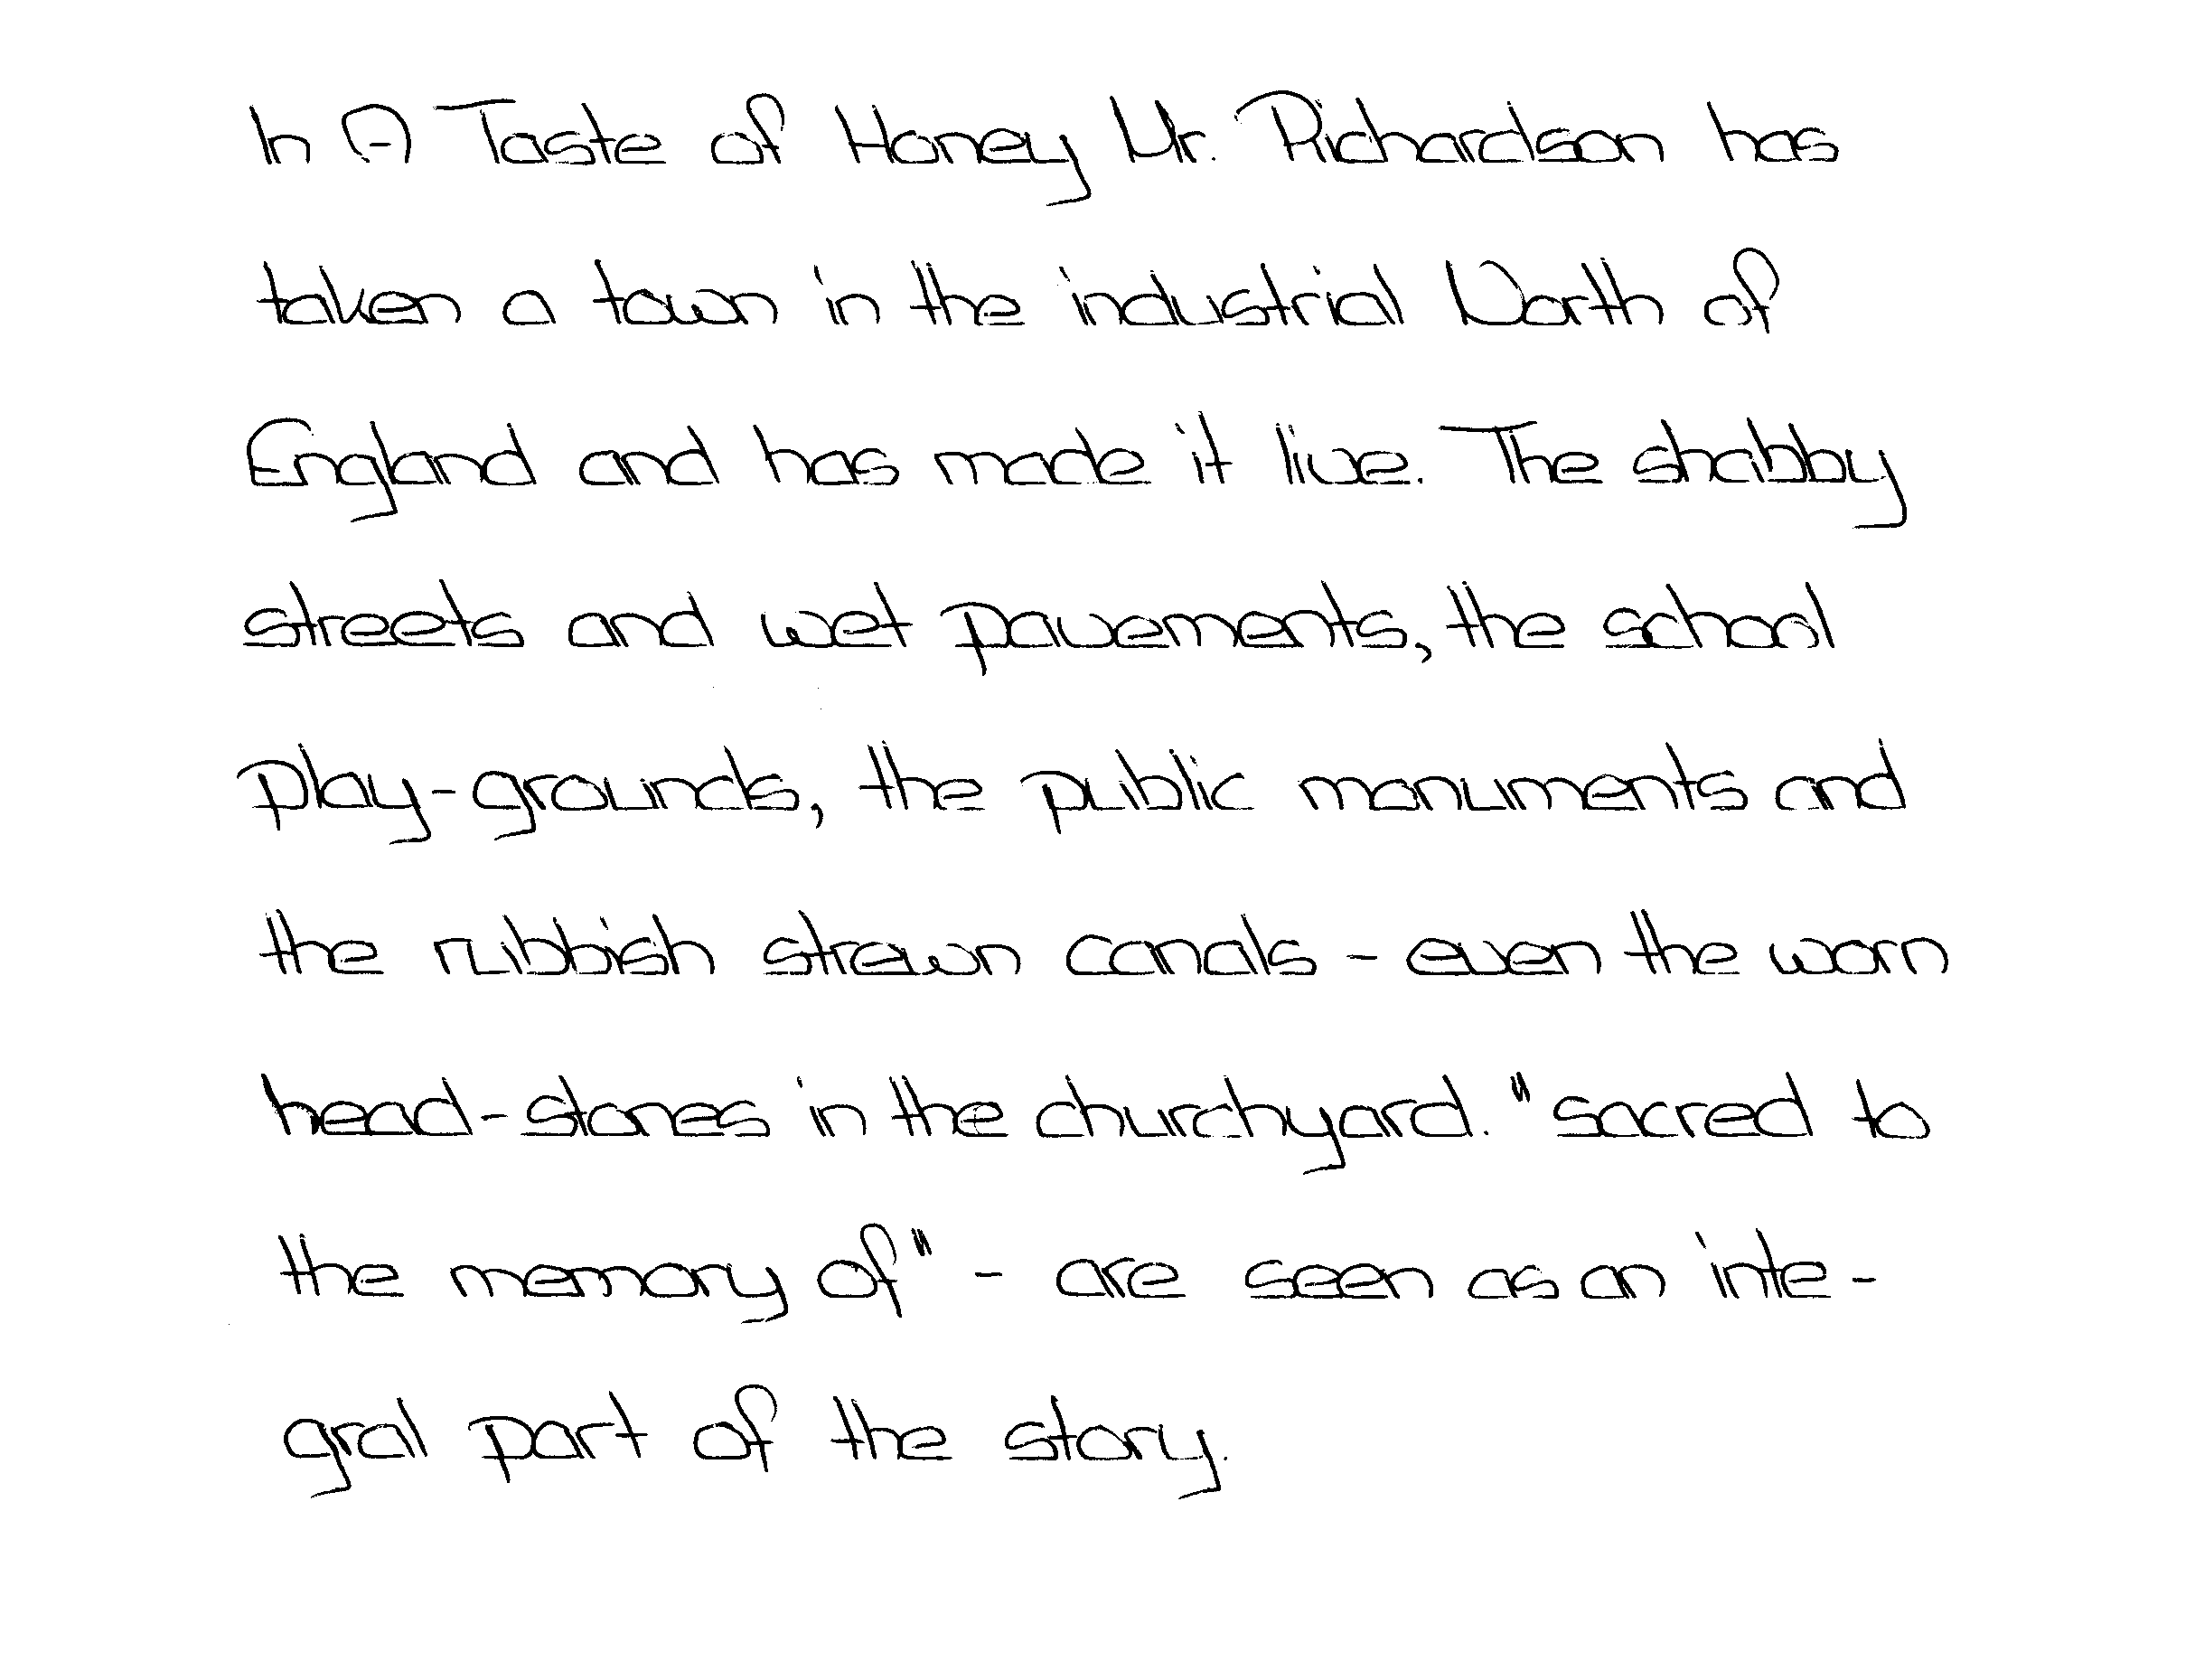 In A Taste of Honey Mr. Richardson has
taken a town in the industrial North of
England and has made it live. The shabby
streets and wet pavements, the school
play-grounds, the public monuments and
the rubbish strewn canals - even the worn
head-stones in the churchyard. "sacred to
the memory of" - are seen as an inte-
gral part of the story.